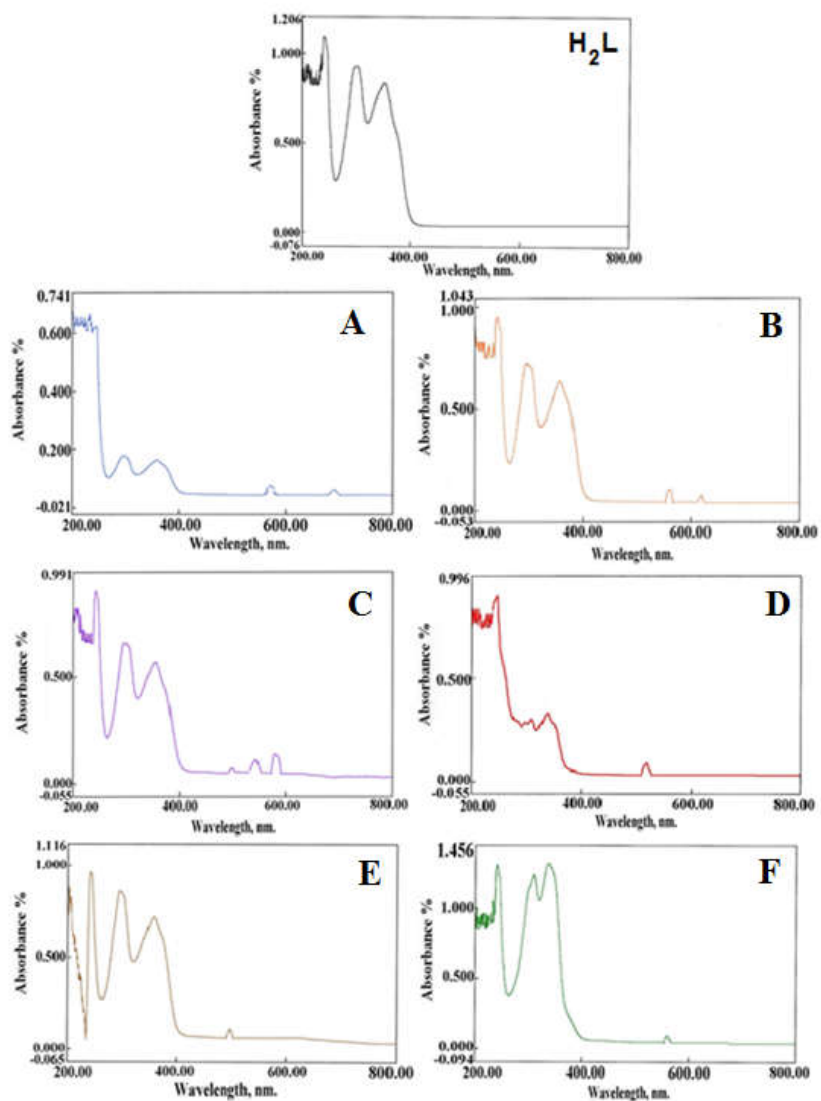 H₂L
Absorbance %
1.206
1.000
0.500
0.000
-0.076
200.00 400.00 600.00 800.00
Wavelength, nm.
A
Absorbance %
0.741
0.600
0.400
0.200
-0.021
200.00 400.00 600.00 800.00
Wavelength, nm.
B
Absorbance %
1.043
1.000
0.500
0.000
-0.053
200.00 400.00 600.00 800.00
Wavelength, nm.
C
Absorbance %
0.991
0.500
0.000
-0.055
200.00 400.00 600.00 800.00
Wavelength, nm.
D
Absorbance %
0.996
0.500
0.000
-0.055
200.00 400.00 600.00 800.00
Wavelength, nm.
E
Absorbance %
1.116
1.000
0.500
0.000
-0.065
200.00 400.00 600.00 800.00
Wavelength, nm.
F
Absorbance %
1.456
1.000
0.500
0.000
-0.094
200.00 400.00 600.00 800.00
Wavelength, nm.